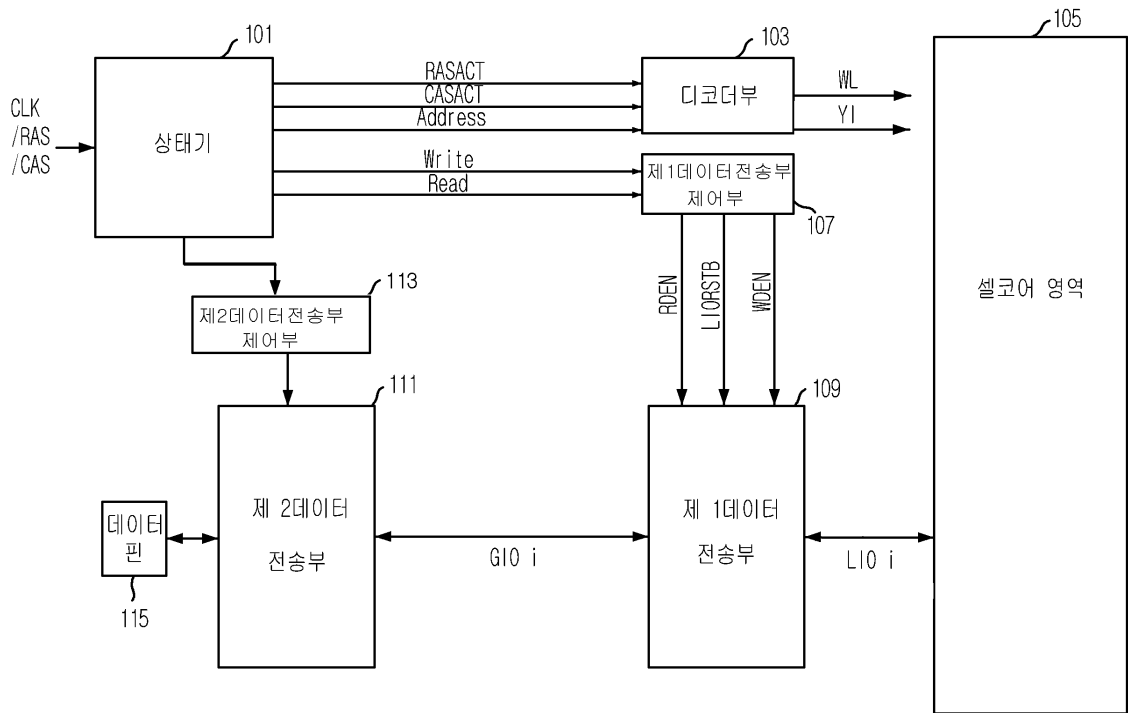 101
103
105
RASACT
CASACT
Address
디코더부
WL
YI
CLK
/RAS
/CAS
상태기
Write
Read
제1데이터전송부
제어부
107
113
제2데이터전송부
제어부
RDEN
LIORSTB
WDEN
셀코어 영역
111
109
데이터
핀
115
제 2데이터
전송부
GIO i
제 1데이터
전송부
LIO i